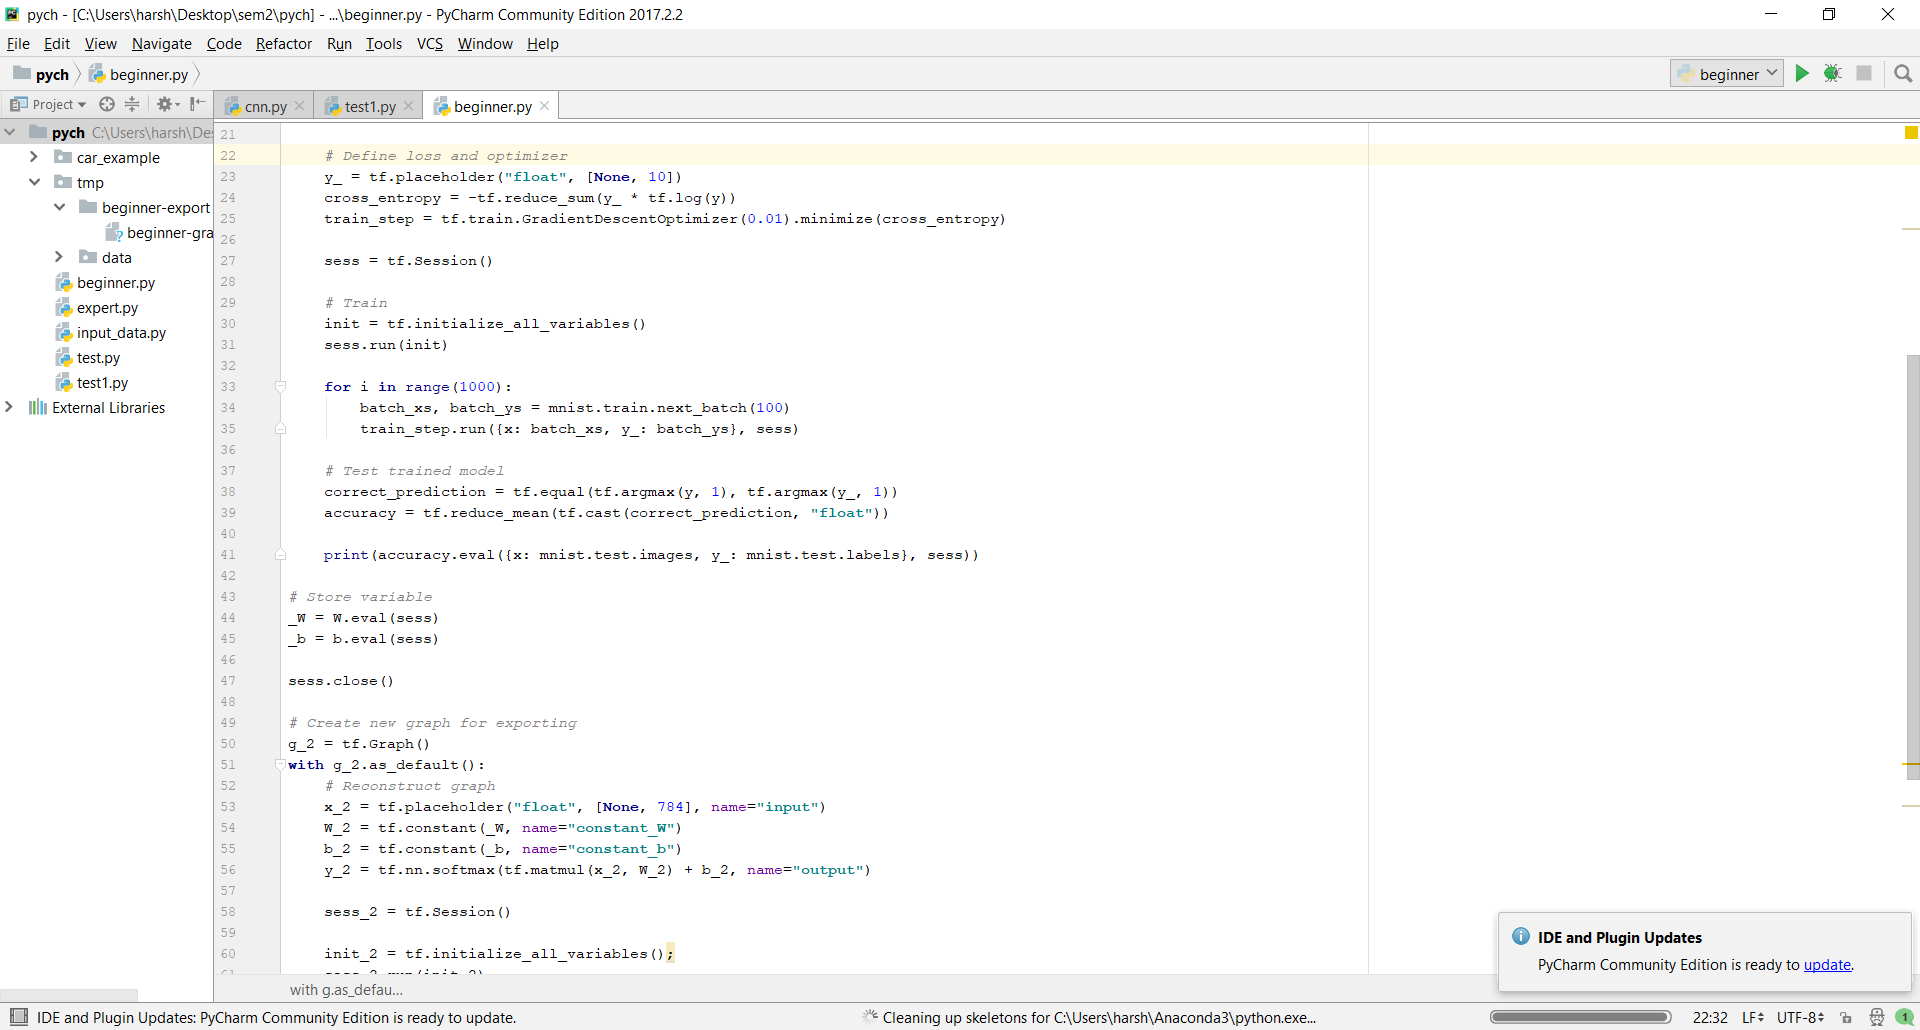 pych - [C:\Users\harsh\Desktop\sem2\pych] - ...\beginner.py - PyCharm Community Edition 2017.2.2
File Edit View Navigate Code Refactor Run Tools VCS Window Help
pych beginner.py beginner
Project cnn.py test1.py beginner.py
pych C:\Users\harsh\Des
car_example
tmp
beginner-export
beginner-gra
data
beginner.py
expert.py
input_data.py
test.py
test1.py
External Libraries
21
22 # Define loss and optimizer
23 y_ = tf.placeholder("float", [None, 10])
24 cross_entropy = -tf.reduce_sum(y_ * tf.log(y))
25 train_step = tf.train.GradientDescentOptimizer(0.01).minimize(cross_entropy)
26
27 sess = tf.Session()
28
29 # Train
30 init = tf.initialize_all_variables()
31 sess.run(init)
32
33 for i in range(1000):
34 batch_xs, batch_ys = mnist.train.next_batch(100)
35 train_step.run({x: batch_xs, y_: batch_ys}, sess)
36
37 # Test trained model
38 correct_prediction = tf.equal(tf.argmax(y, 1), tf.argmax(y_, 1))
39 accuracy = tf.reduce_mean(tf.cast(correct_prediction, "float"))
40
41 print(accuracy.eval({x: mnist.test.images, y_: mnist.test.labels}, sess))
42
43 # Store variable
44 _W = W.eval(sess)
45 _b = b.eval(sess)
46
47 sess.close()
48
49 # Create new graph for exporting
50 g_2 = tf.Graph()
51 with g_2.as_default():
52 # Reconstruct graph
53 x_2 = tf.placeholder("float", [None, 784], name="input")
54 W_2 = tf.constant(_W, name="constant_W")
55 b_2 = tf.constant(_b, name="constant_b")
56 y_2 = tf.nn.softmax(tf.matmul(x_2, W_2) + b_2, name="output")
57
58 sess_2 = tf.Session()
59
60 init_2 = tf.initialize_all_variables();
61 sess_2.run(init_2)
with g.as_defau...
IDE and Plugin Updates
PyCharm Community Edition is ready to update.
IDE and Plugin Updates: PyCharm Community Edition is ready to update. Cleaning up skeletons for C:\Users\harsh\Anaconda3\python.exe... 22:32 LF UTF-8 1